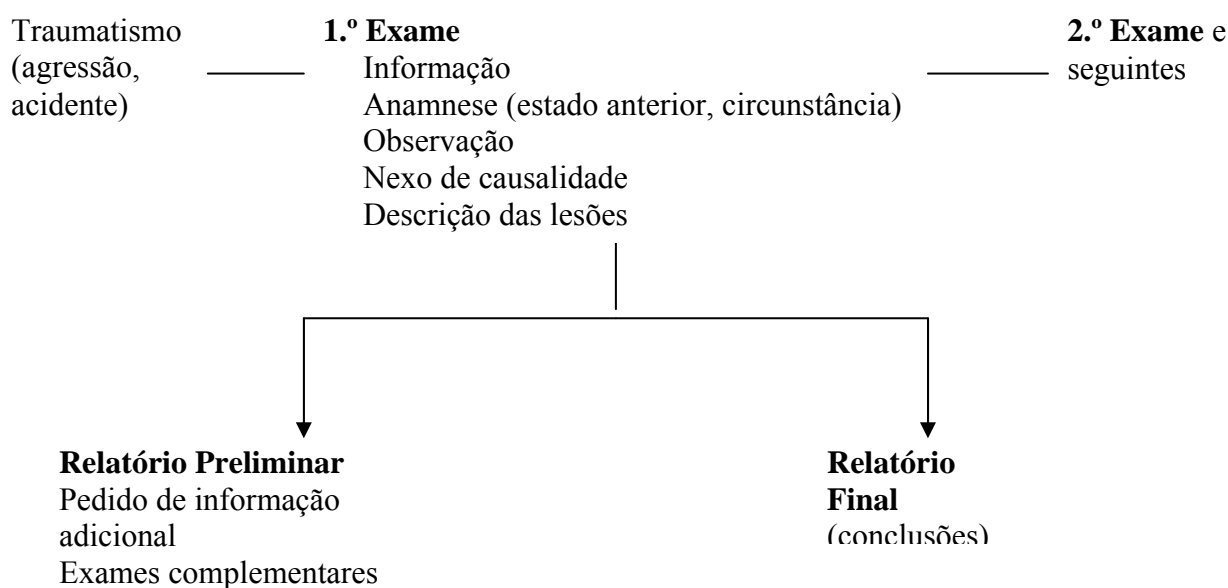 Traumatismo
(agressão,
acidente)
1.º Exame
Informação
Anamnese (estado anterior, circunstância)
Observação
Nexo de causalidade
Descrição das lesões
2.º Exame e
seguintes
Relatório Preliminar
Pedido de informação
adicional
Exames complementares
Relatório
Final
(conclusões)